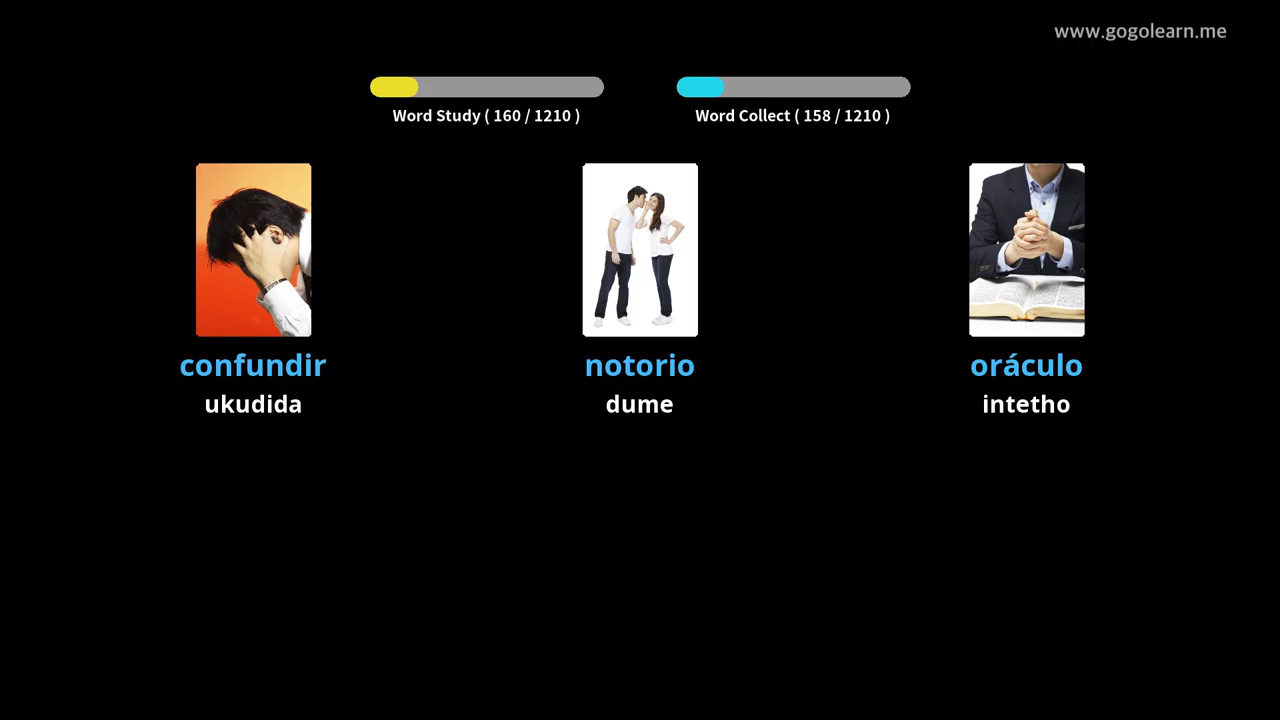 www.gogolearn.me
Word Study ( 160 / 1210 )
Word Collect ( 158 / 1210 )
confundir
ukudida
notorio
dume
oráculo
intetho